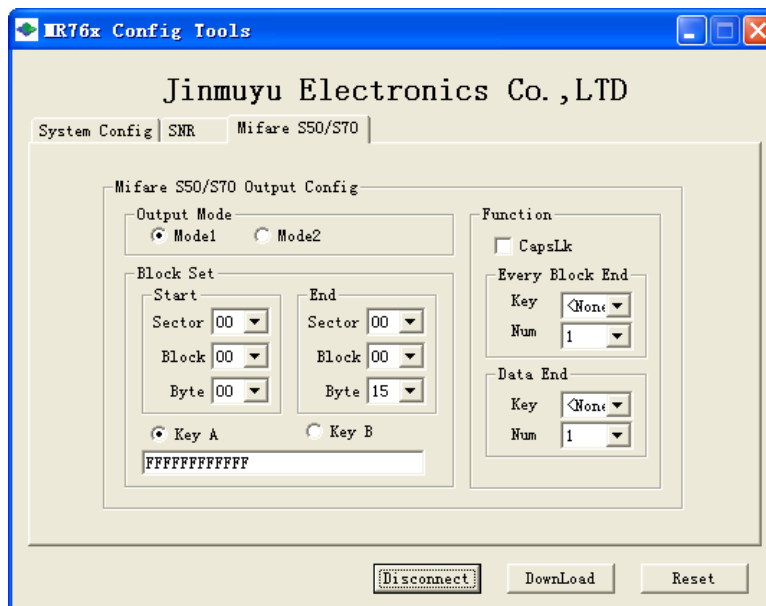 MR76x Config Tools
Jinmuyu Electronics Co.,LTD
System Config SNR Mifare S50/S70
Mifare S50/S70 Output Config
Output Mode
Mode1 Mode2
Block Set
Start
Sector 00
Block 00
Byte 00
End
Sector 00
Block 00
Byte 15
Key A Key B
FFFFFFFFFFFF
Function
CapsLk
Every Block End
Key <None
Num 1
Data End
Key <None
Num 1
Disconnect DownLoad Reset